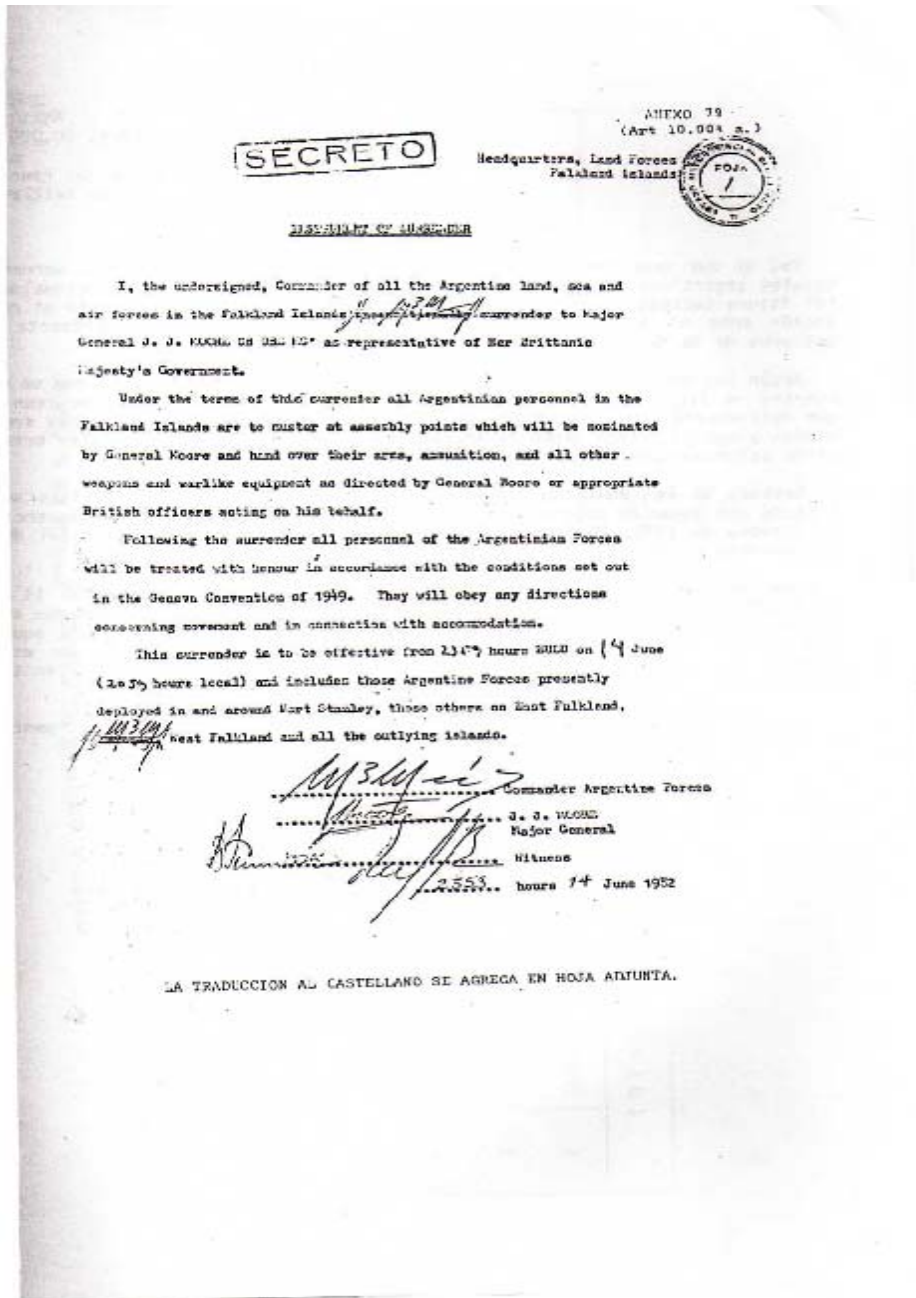 ANEXO 79
(Art 10.004 a.)
SECRETO
Headquarters, Land Forces
Falkland Islands
FOJA
1
INSTRUMENT OF SURRENDER
I, the undersigned, Commander of all the Argentine land, sea and
air forces in the Falkland Islands surrender to Major
General J. J. MOORE CB OBE MC* as representative of Her Brittanic
Majesty's Government.
Under the terms of this surrender all Argentinian personnel in the
Falkland Islands are to muster at assembly points which will be nominated
by General Moore and hand over their arms, ammunition, and all other
weapons and warlike equipment as directed by General Moore or appropriate
British officers acting on his behalf.
Following the surrender all personnel of the Argentinian Forces
will be treated with honour in accordance with the conditions set out
in the Geneva Convention of 1949. They will obey any directions
concerning movement and in connection with accommodation.
This surrender is to be effective from 2359 hours ZULU on 14 June
(2059 hours local) and includes those Argentine Forces presently
deployed in and around Port Stanley, those others on East Falkland,
West Falkland and all the outlying islands.
Commander Argentine Forces
J. J. MOORE
Major General
Witness
2359 hours 14 June 1982
LA TRADUCCION AL CASTELLANO SE AGREGA EN HOJA ADJUNTA.